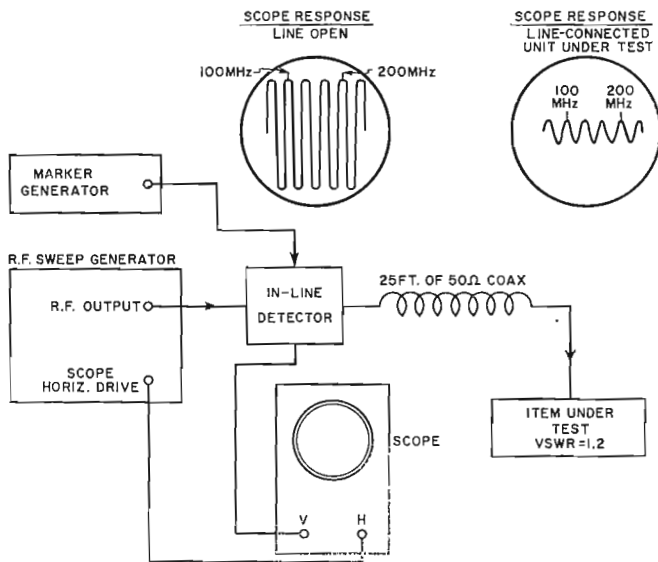 SCOPE RESPONSE
LINE OPEN
100MHz
200MHz
SCOPE RESPONSE
LINE-CONNECTED
UNIT UNDER TEST
100
MHz
200
MHz
MARKER
GENERATOR
R.F. SWEEP GENERATOR
R.F. OUTPUT
SCOPE
HORIZ. DRIVE
IN-LINE
DETECTOR
25FT. OF 50Ω COAX
SCOPE
V
H
ITEM UNDER
TEST
VSWR=1.2